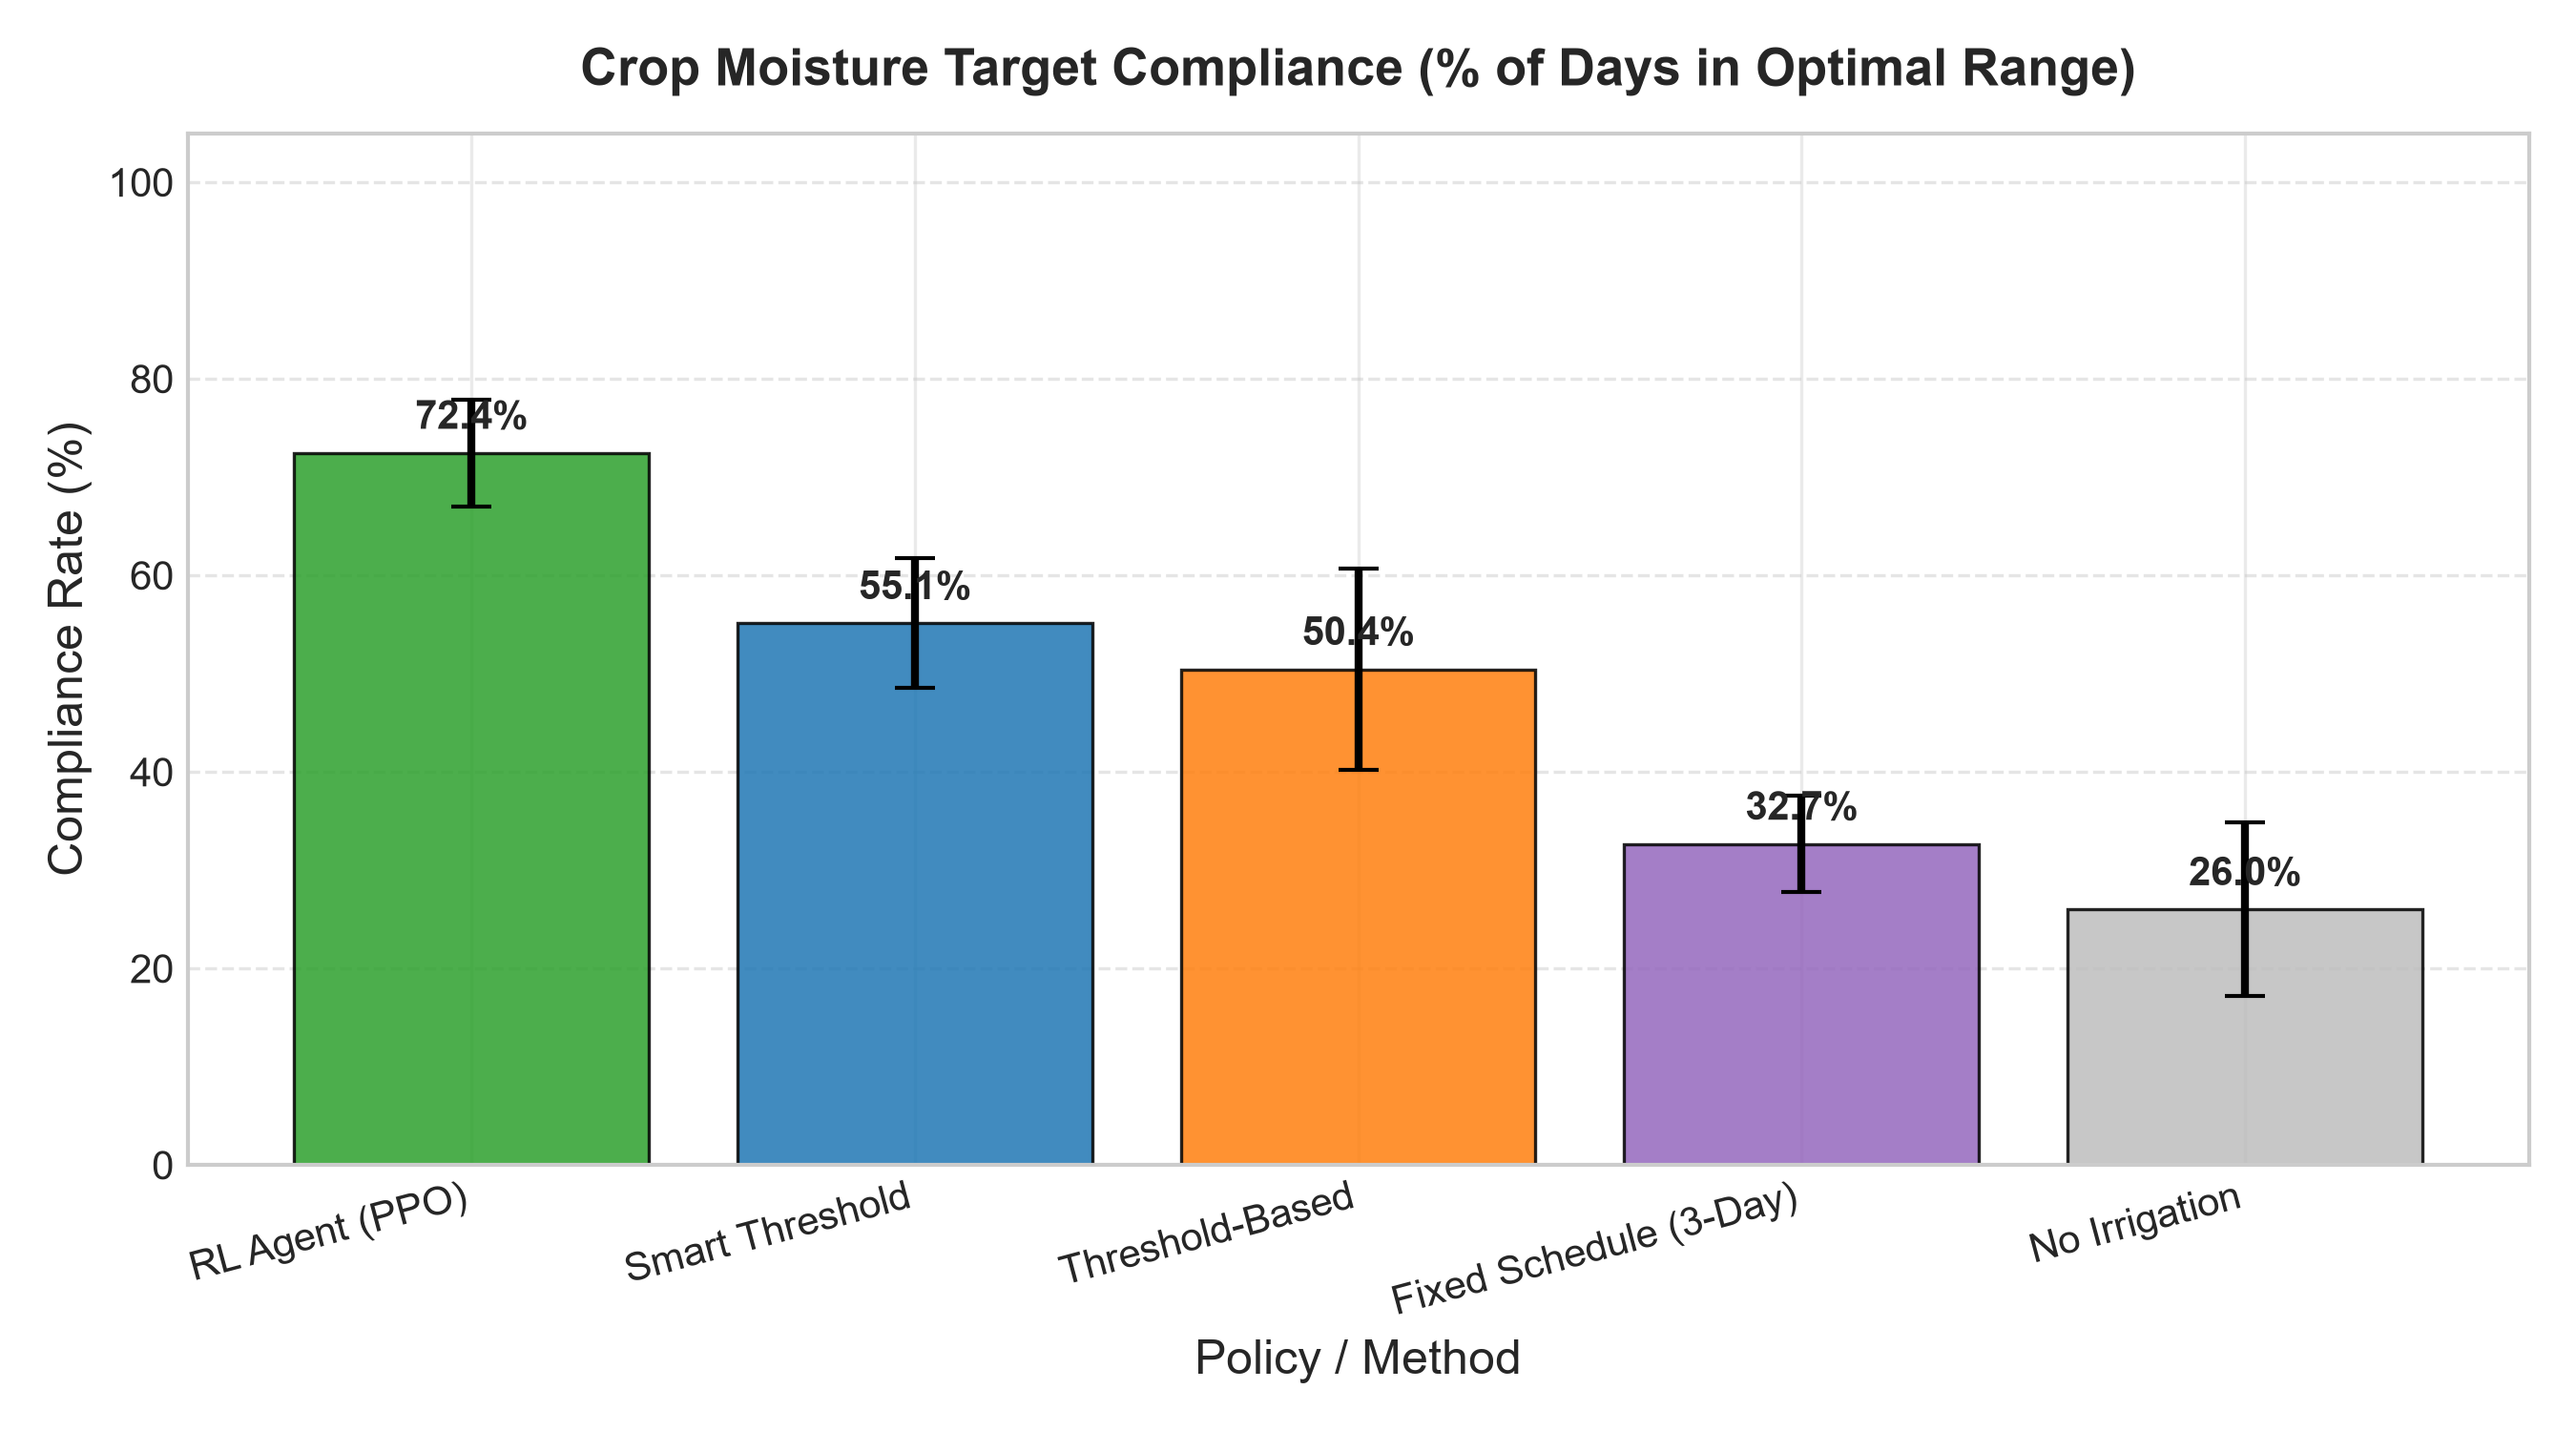 Crop Moisture Target Compliance (% of Days in Optimal Range)
Compliance Rate (%)
100
80
60
40
20
0
72.4%
55.1%
50.4%
32.7%
26.0%
RL Agent (PPO)
Smart Threshold
Threshold-Based
Fixed Schedule (3-Day)
No Irrigation
Policy / Method